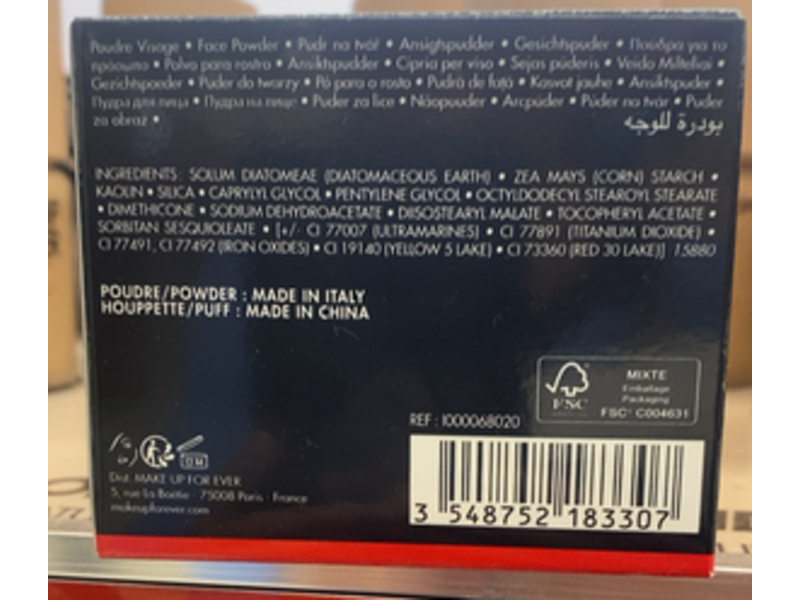 Poudre Visage • Face Powder • Pudr na tvář • Ansigtspudder • Gesichtspuder • Πούδρα για το
πρόσωπο • Polvo para rostro • Ansiktspudder • Cipria per viso • Sejas pūderis • Veido Milteliai •
Gezichtspoeder • Puder do twarzy • Pó para o rosto • Pudră de față • Kasvot jauhe • Ansiktspuder •
Пудра для лица • Пудра на лице • Puder za lice • Náopuuder • Arcpúder • Púder na tvár • Puder
za obraz • بودرة للوجه
INGREDIENTS: SOLUM DIATOMEAE (DIATOMACEOUS EARTH) • ZEA MAYS (CORN) STARCH •
KAOLIN • SILICA • CAPRYLYL GLYCOL • PENTYLENE GLYCOL • OCTYLDODECYL STEAROYL STEARATE
• DIMETHICONE • SODIUM DEHYDROACETATE • DIISOSTEARYL MALATE • TOCOPHERYL ACETATE •
SORBITAN SESQUIOLEATE • [+/- CI 77007 (ULTRAMARINES) • CI 77891 (TITANIUM DIOXIDE) •
CI 77491, CI 77492 (IRON OXIDES) • CI 19140 (YELLOW 5 LAKE) • CI 73360 (RED 30 LAKE)] 15880
POUDRE/POWDER : MADE IN ITALY
HOUPPETTE/PUFF : MADE IN CHINA
FSC
MIXTE
Emballage
Packaging
FSC® C004631
REF : I000068020
Dist. MAKE UP FOR EVER
5, rue La Boétie - 75008 Paris - France
makeupforever.com
3 548752 183307